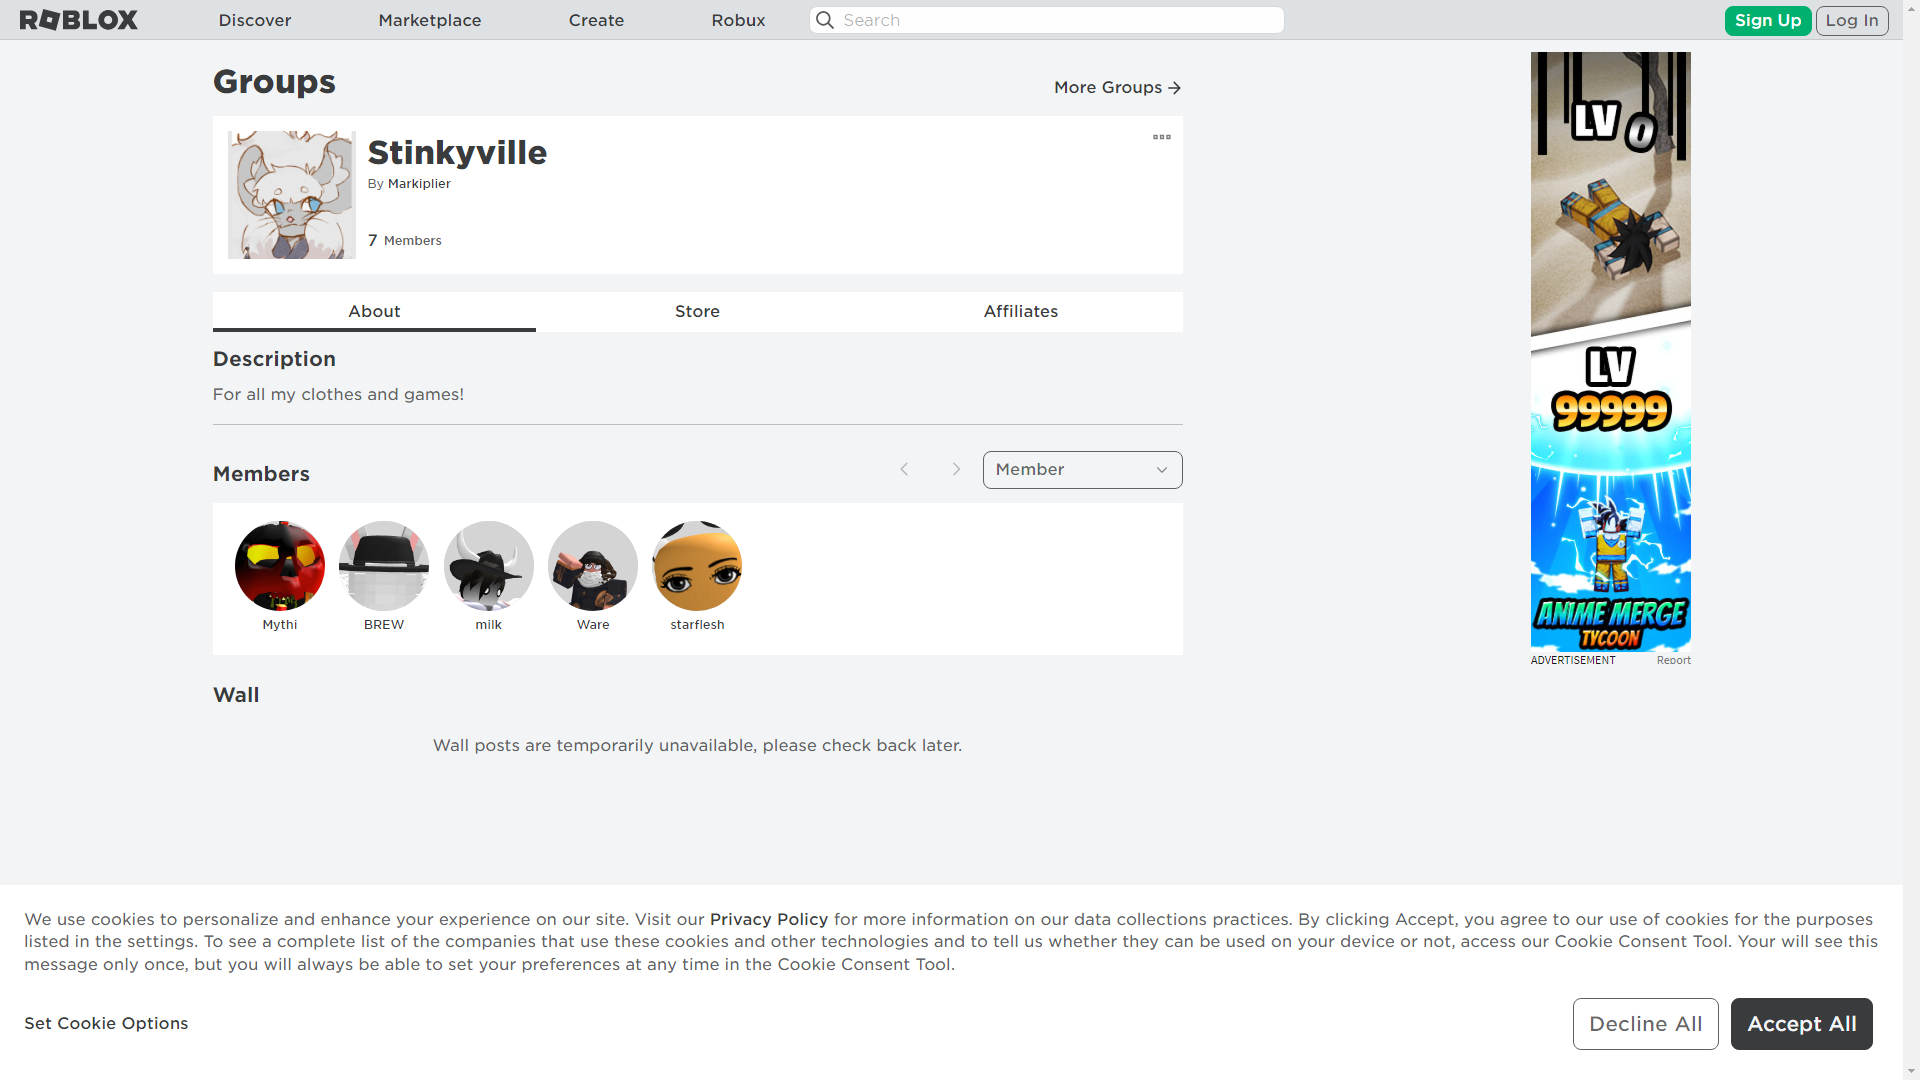 ROBLOX
Discover
Marketplace
Create
Robux
Search
Sign Up
Log In
Groups
More Groups
Stinkyville
By Markiplier
7 Members
About
Store
Affiliates
Description
For all my clothes and games!
Members
Member
Mythi
BREW
milk
Ware
starflesh
Wall
Wall posts are temporarily unavailable, please check back later.
LV 0
LV
99999
ANIME MERGE
TYCOON
ADVERTISEMENT
Report
We use cookies to personalize and enhance your experience on our site. Visit our Privacy Policy for more information on our data collections practices. By clicking Accept, you agree to our use of cookies for the purposes
listed in the settings. To see a complete list of the companies that use these cookies and other technologies and to tell us whether they can be used on your device or not, access our Cookie Consent Tool. Your will see this
message only once, but you will always be able to set your preferences at any time in the Cookie Consent Tool.
Set Cookie Options
Decline All
Accept All